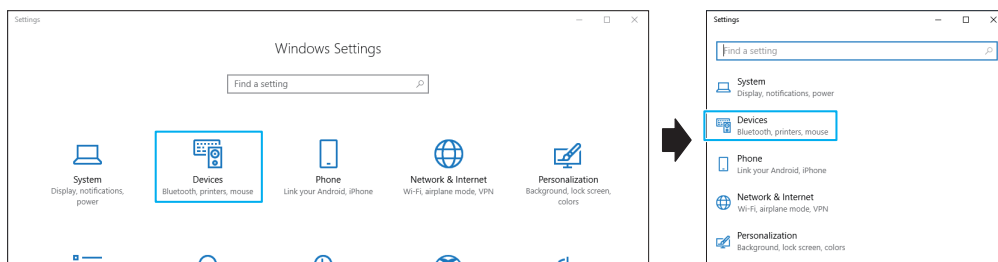 Settings
Windows Settings
Find a setting
System
Display, notifications,
power
Devices
Bluetooth, printers, mouse
Phone
Link your Android, iPhone
Network & Internet
Wi-Fi, airplane mode, VPN
Personalization
Background, lock screen,
colors
Settings
Find a setting
System
Display, notifications, power
Devices
Bluetooth, printers, mouse
Phone
Link your Android, iPhone
Network & Internet
Wi-Fi, airplane mode, VPN
Personalization
Background, lock screen, colors